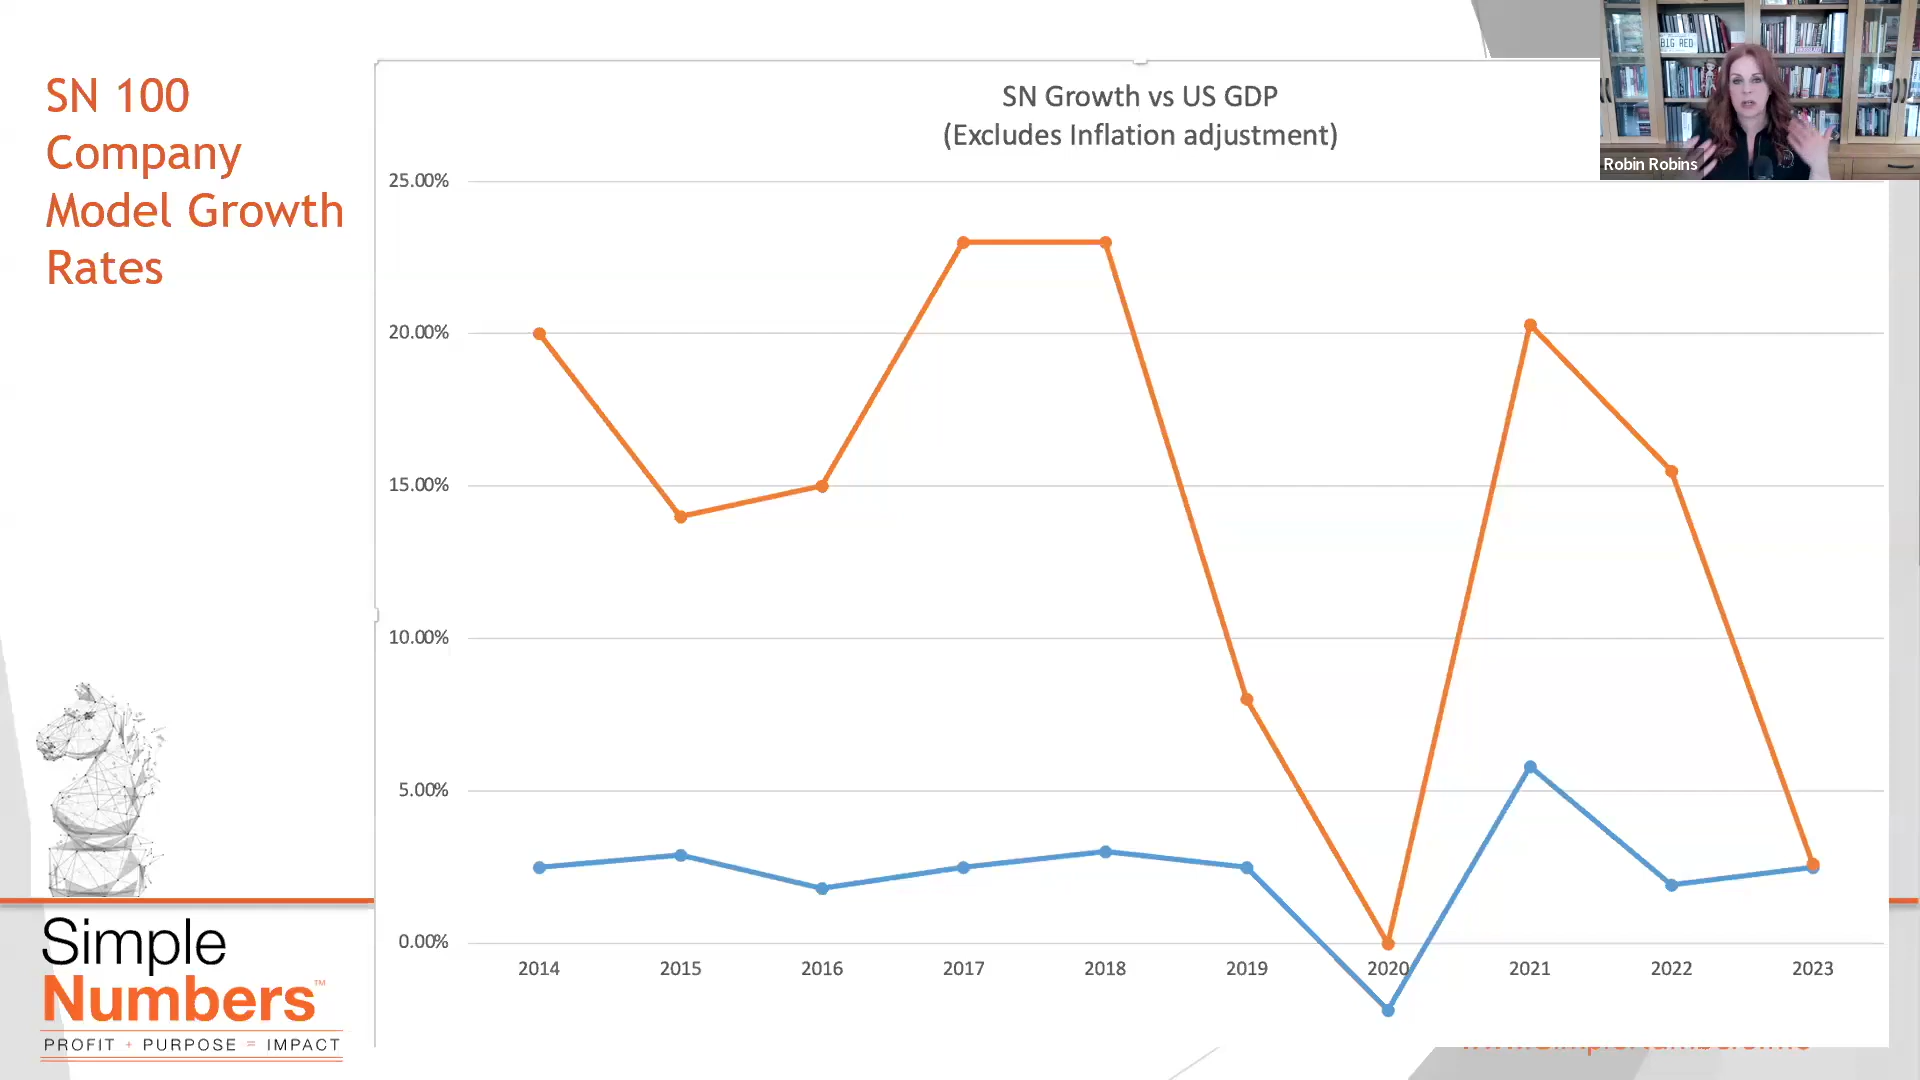 SN 100
Company
Model Growth
Rates
SN Growth vs US GDP
(Excludes Inflation adjustment)
BIG RED
Robin Robins
25.00%
20.00%
15.00%
10.00%
5.00%
0.00%
2014 2015 2016 2017 2018 2019 2020 2021 2022 2023
Simple
Numbers™
PROFIT + PURPOSE = IMPACT